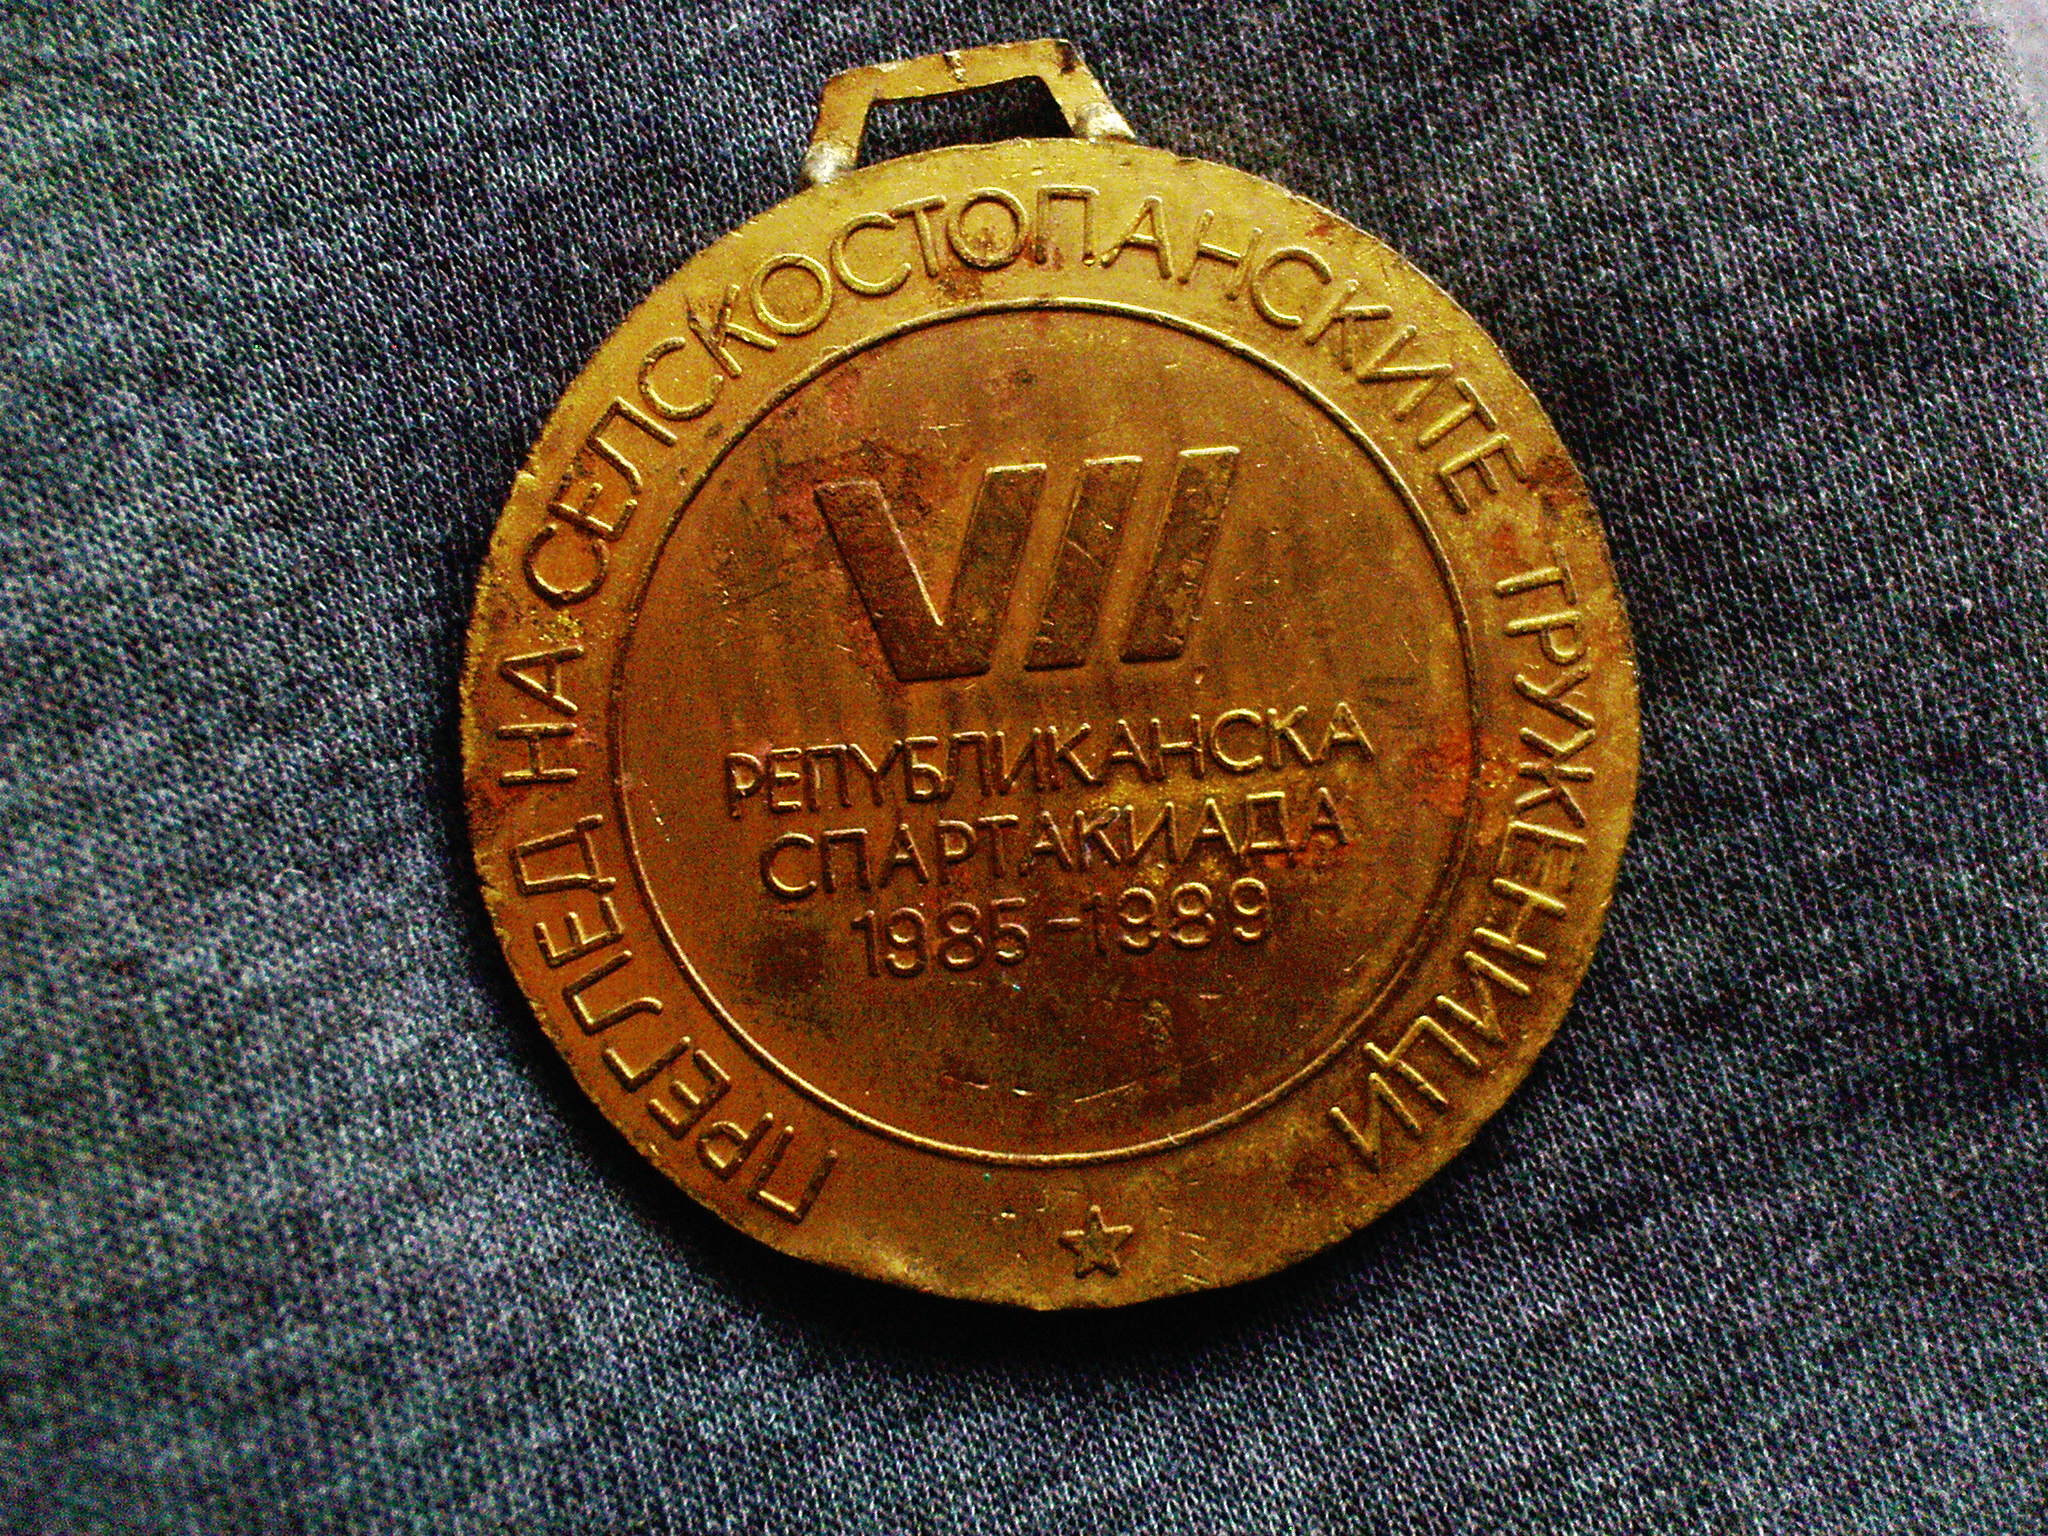 ПРЕГЛЕД НА СЕЛСКОСТОПАНСКИТЕ ТРУЖЕНИЦИ
VII
РЕПУБЛИКАНСКА
СПАРТАКИАДА
1985-1989